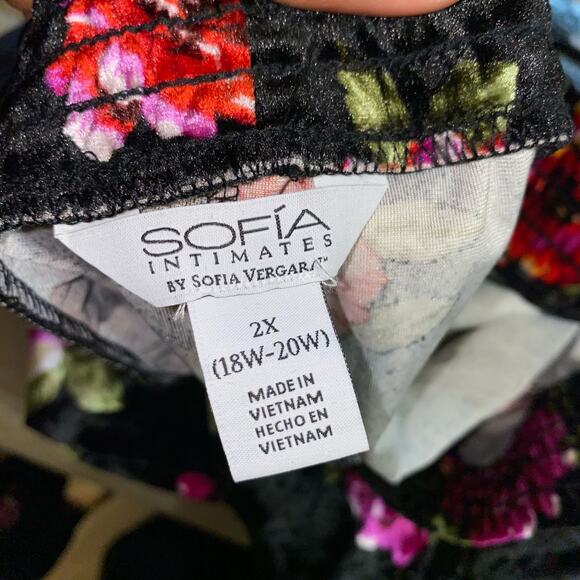 SOFÍA
INTIMATES
BY SOFIA VERGARA™
2X
(18W-20W)
MADE IN
VIETNAM
HECHO EN
VIETNAM